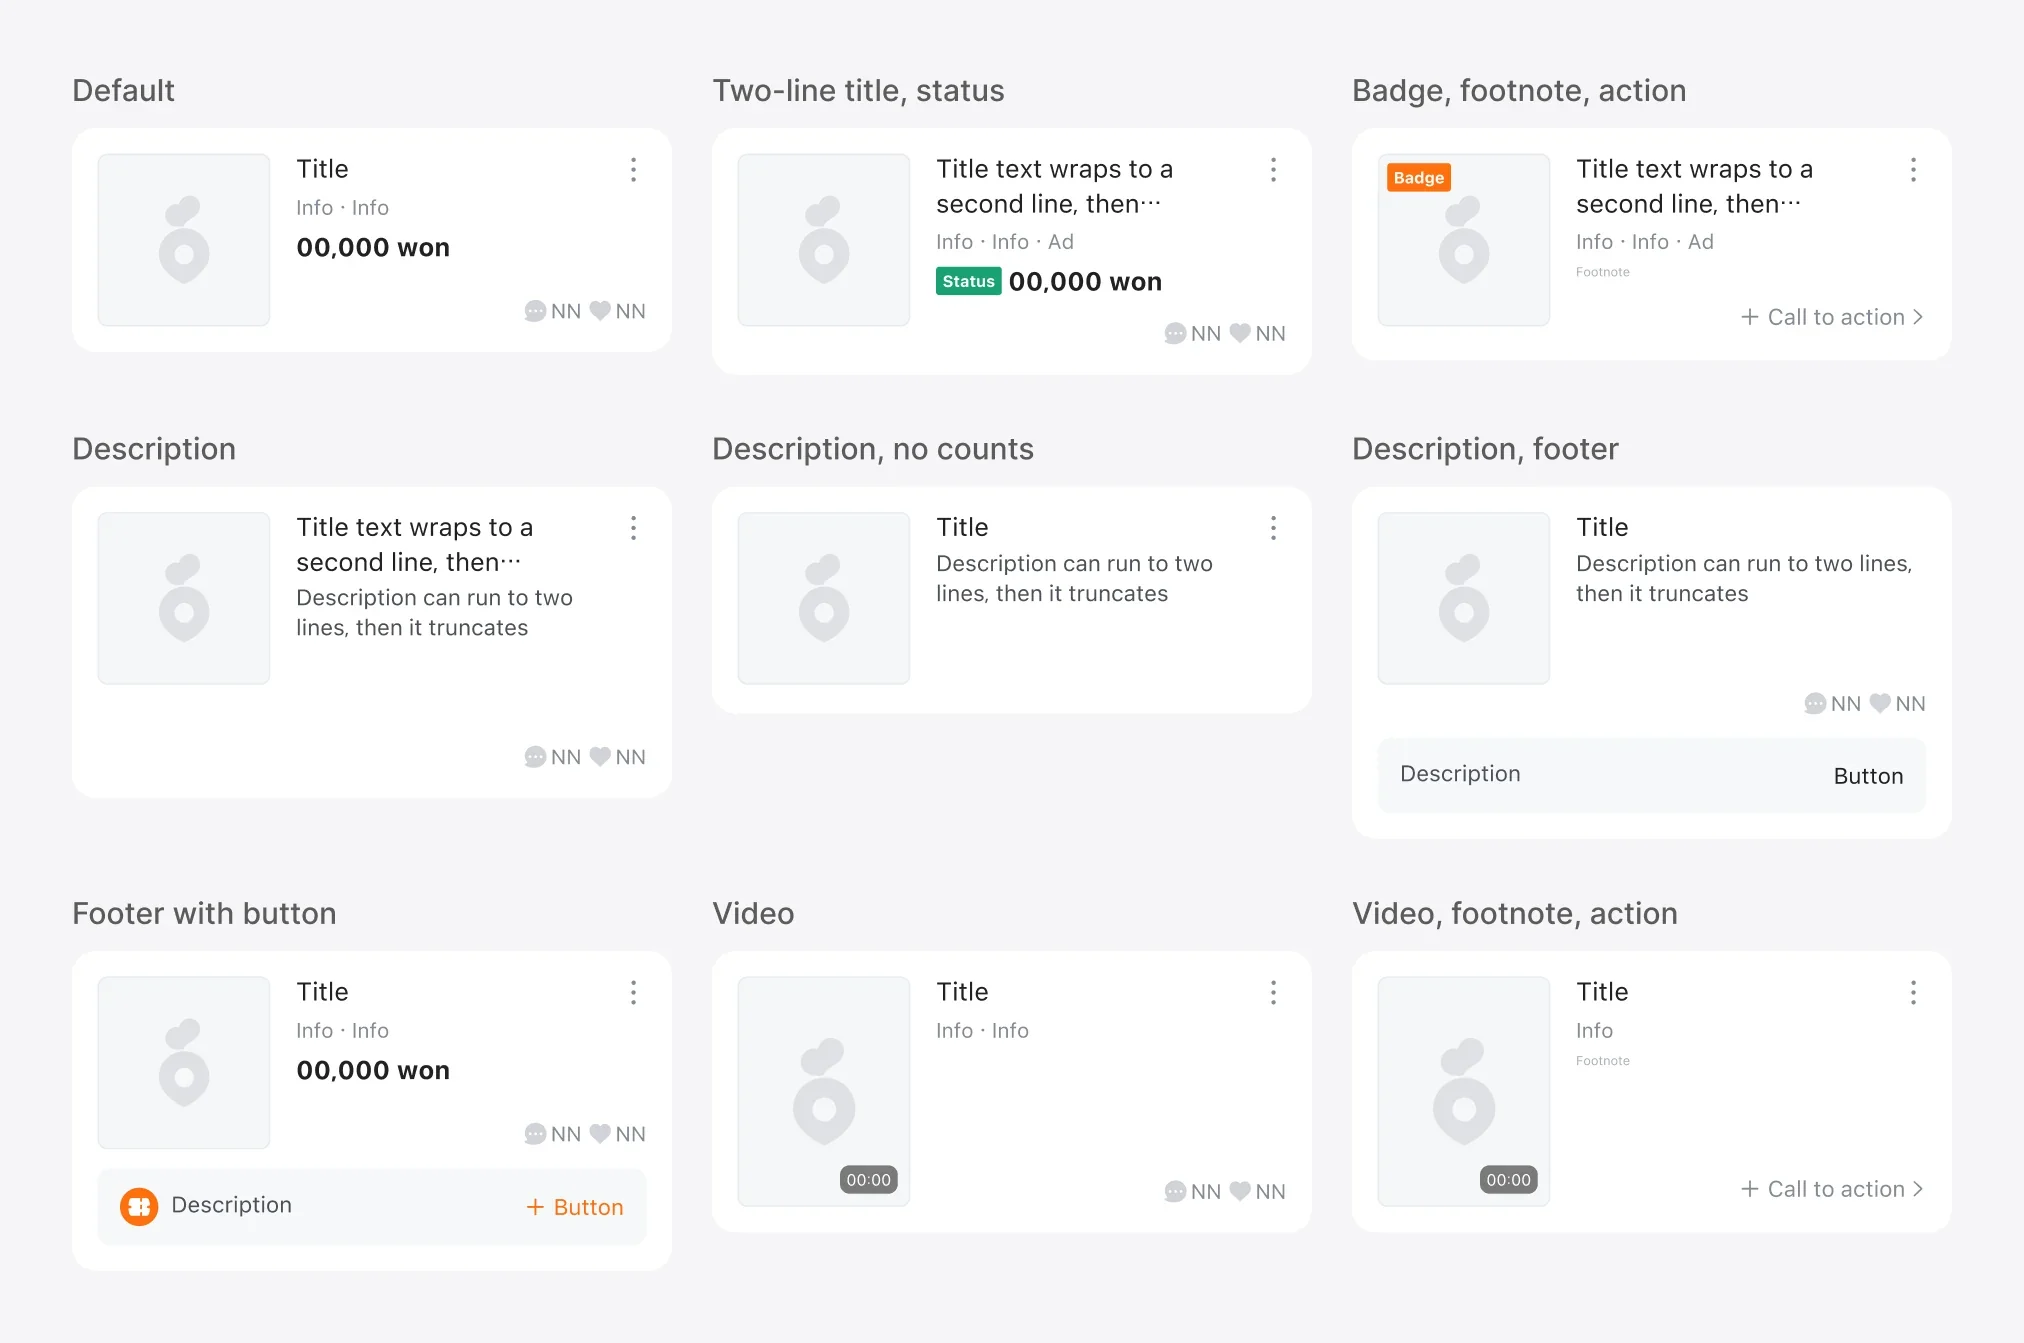 Default
Title
Info · Info
00,000 won
NN NN
Two-line title, status
Title text wraps to a
second line, then···
Info · Info · Ad
Status 00,000 won
NN NN
Badge, footnote, action
Badge
Title text wraps to a
second line, then···
Info · Info · Ad
Footnote
+ Call to action >
Description
Title text wraps to a
second line, then···
Description can run to two
lines, then it truncates
NN NN
Description, no counts
Title
Description can run to two
lines, then it truncates
Description, footer
Title
Description can run to two lines,
then it truncates
NN NN
Description Button
Footer with button
Title
Info · Info
00,000 won
NN NN
Description + Button
Video
Title
Info · Info
00:00
NN NN
Video, footnote, action
Title
Info
Footnote
00:00
+ Call to action >